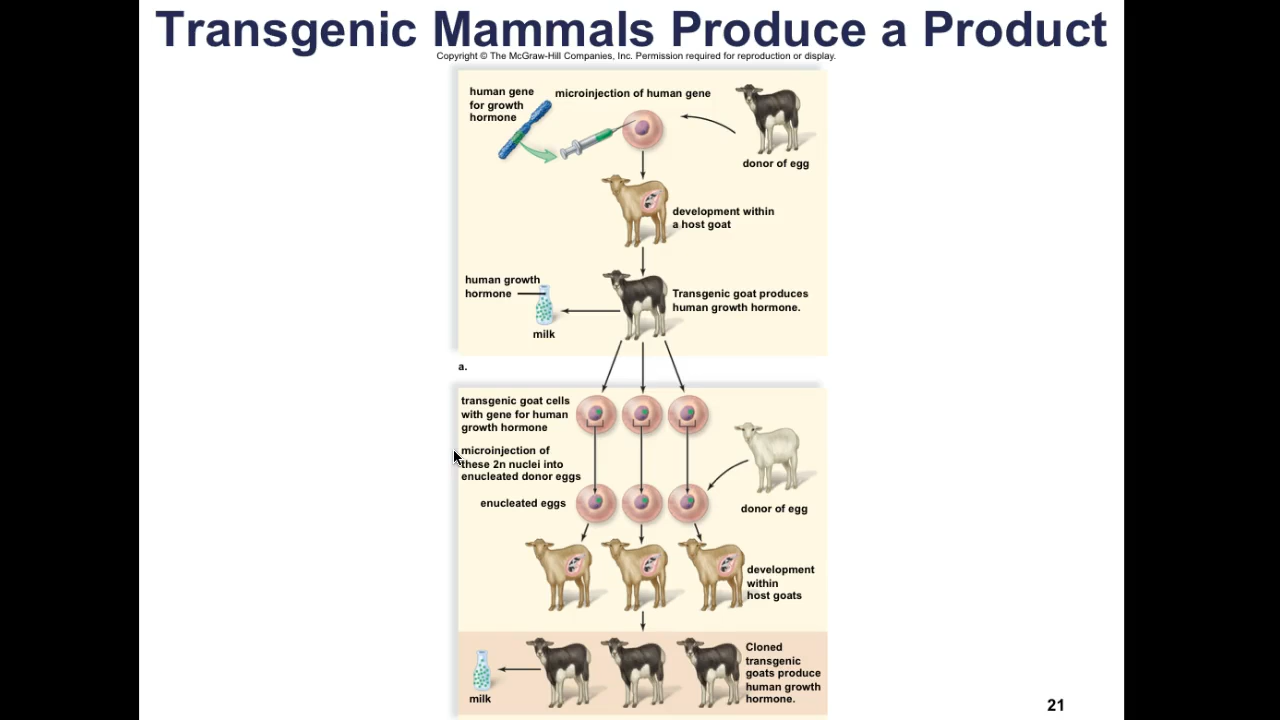 Transgenic Mammals Produce a Product
Copyright © The McGraw-Hill Companies, Inc. Permission required for reproduction or display.
human gene
for growth
hormone
microinjection of human gene
donor of egg
development within
a host goat
human growth
hormone
milk
Transgenic goat produces
human growth hormone.
a.
transgenic goat cells
with gene for human
growth hormone
microinjection of
these 2n nuclei into
enucleated donor eggs
enucleated eggs
donor of egg
development
within
host goats
milk
Cloned
transgenic
goats produce
human growth
hormone.
21